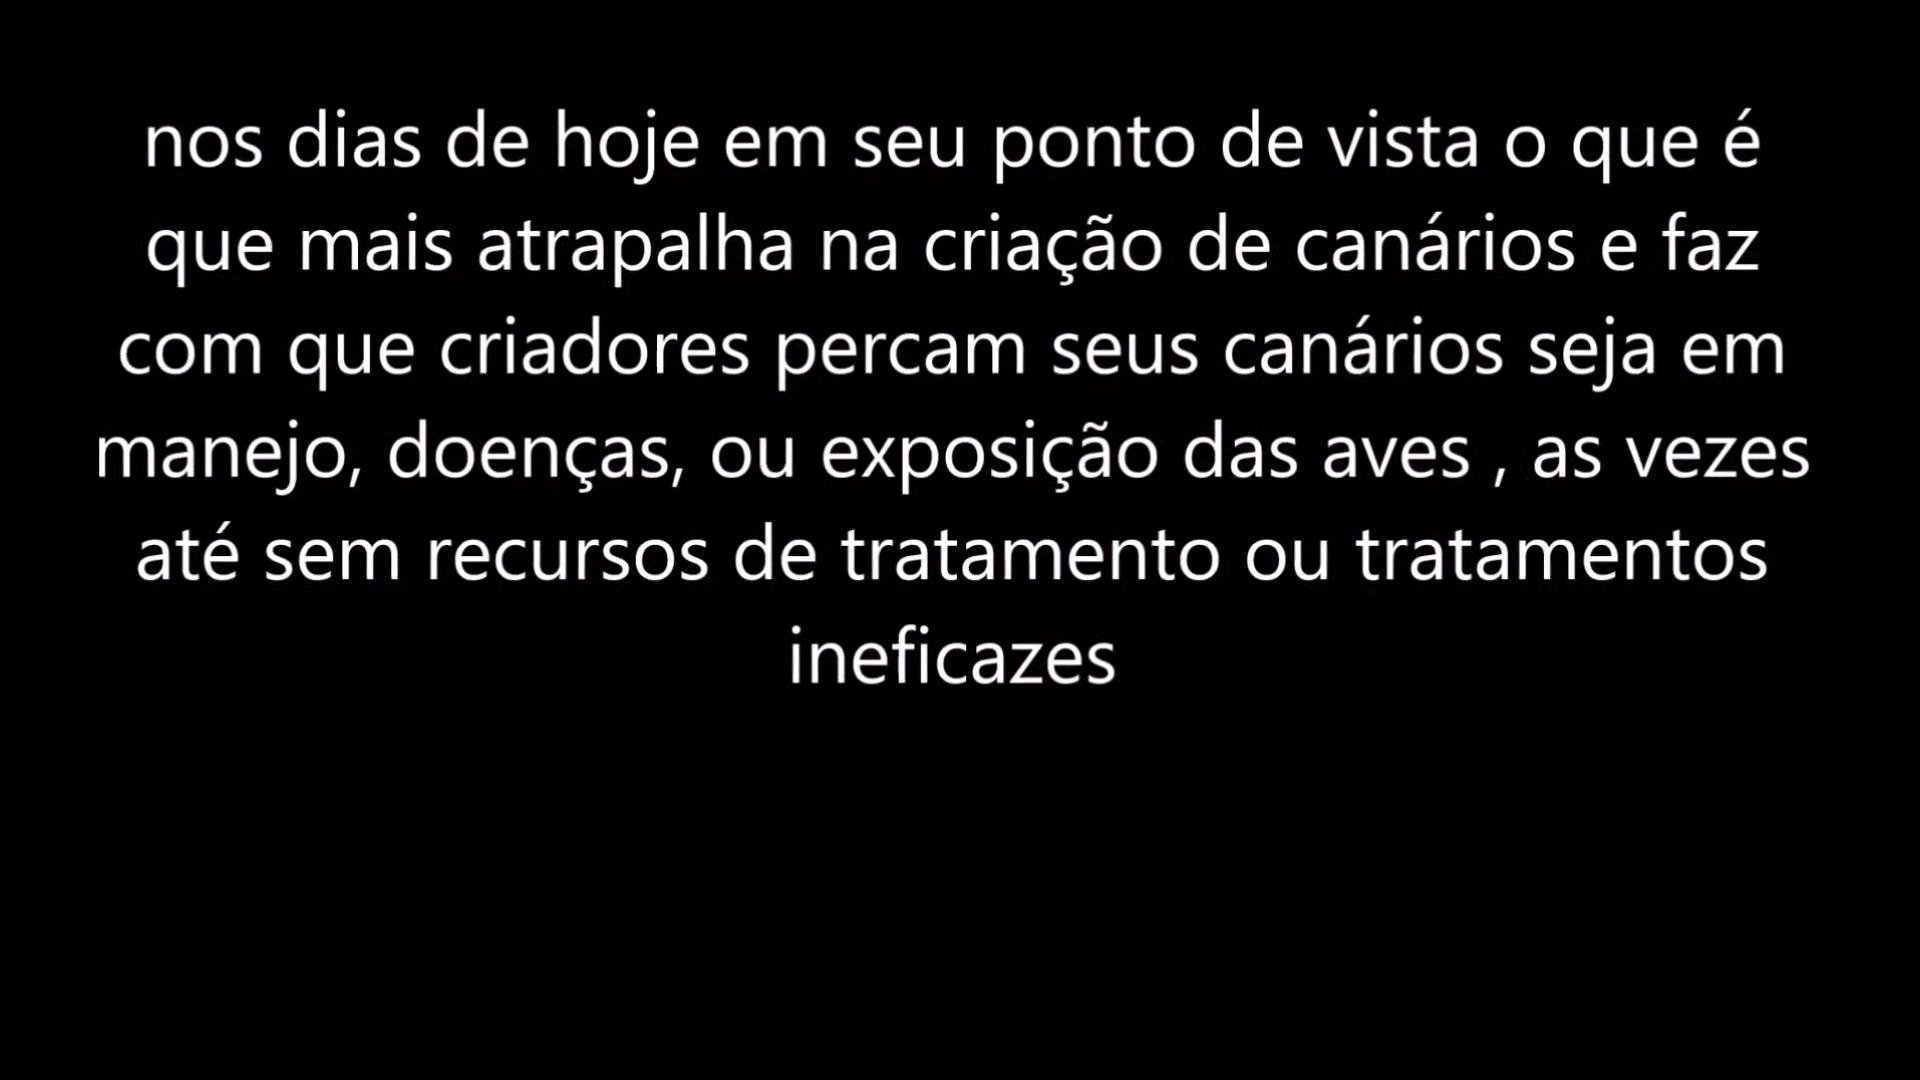 nos dias de hoje em seu ponto de vista o que é
que mais atrapalha na criação de canários e faz
com que criadores percam seus canários seja em
manejo, doenças, ou exposição das aves , as vezes
até sem recursos de tratamento ou tratamentos
ineficazes